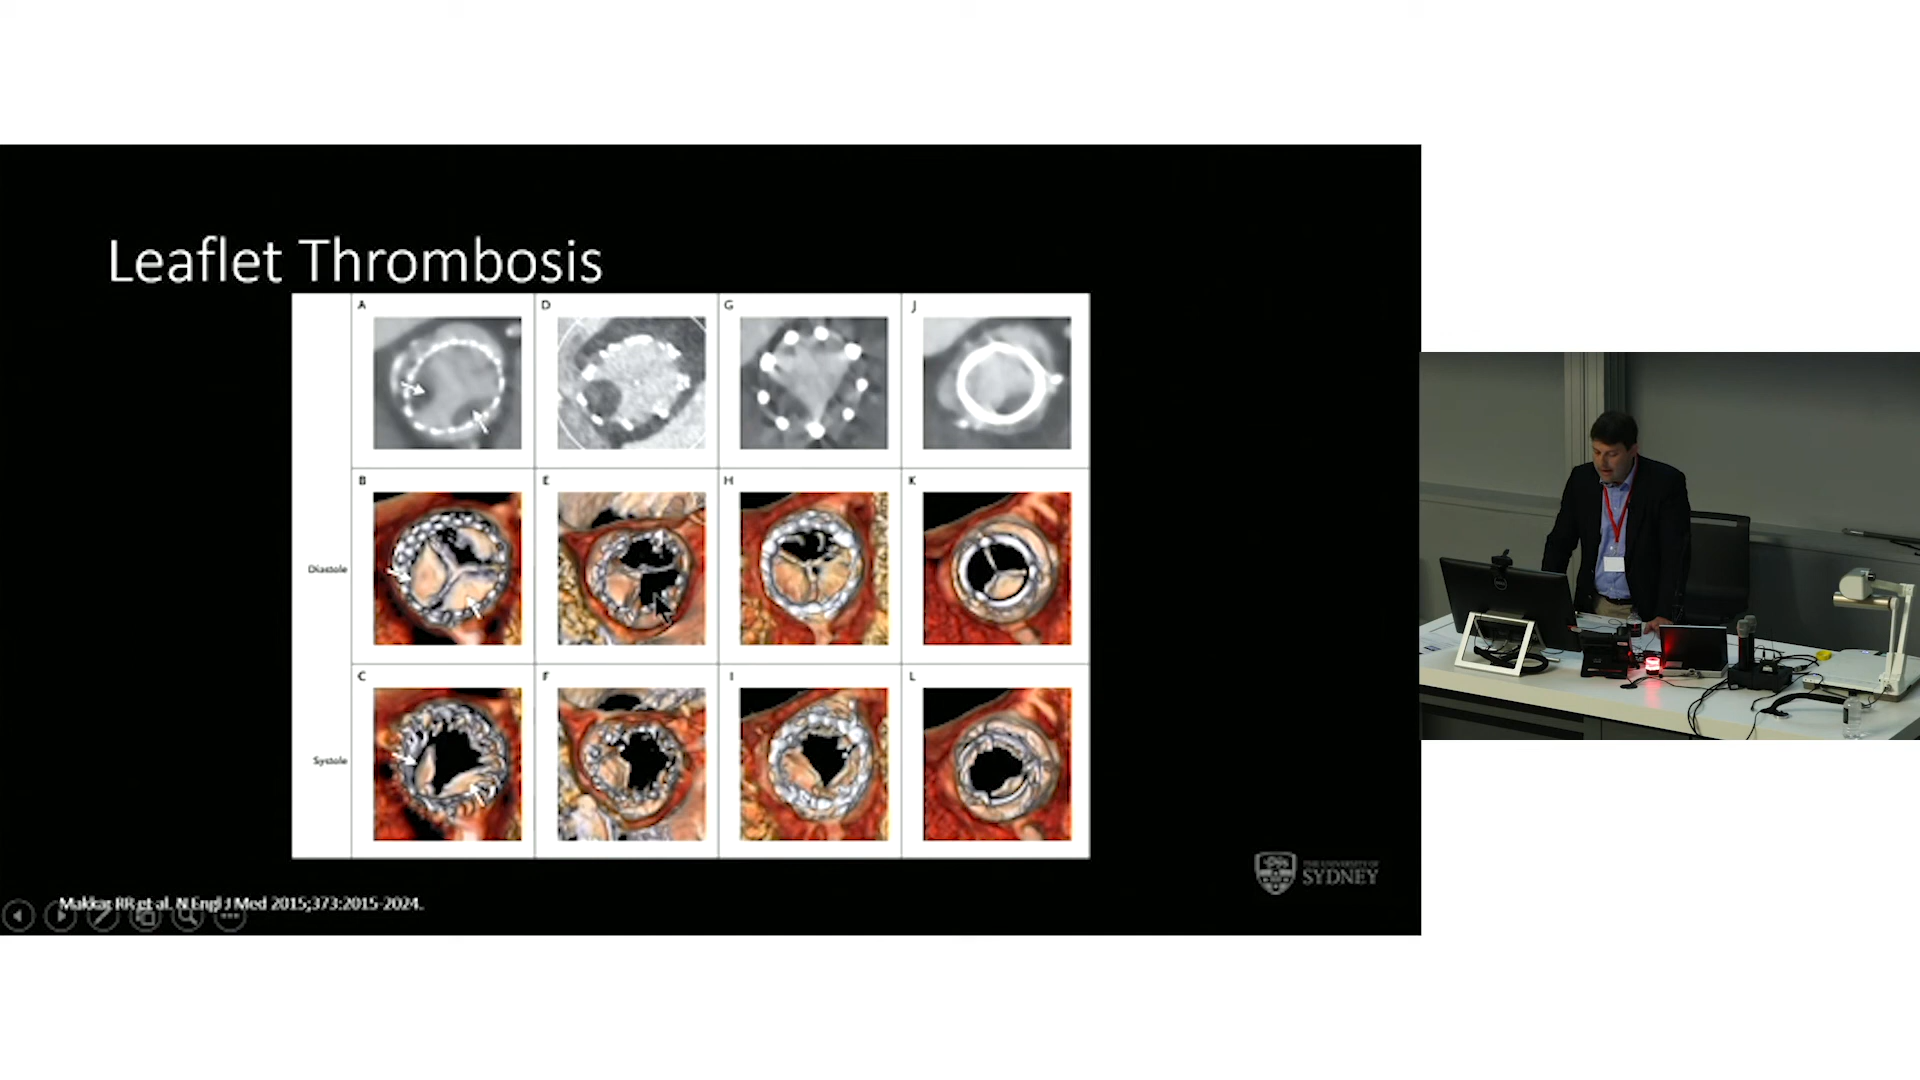 Leaflet Thrombosis
A D G J
B E H K
Diastole
C F I L
Systole
THE UNIVERSITY OF
SYDNEY
Makkar RR et al. N Engl J Med 2015;373:2015-2024.